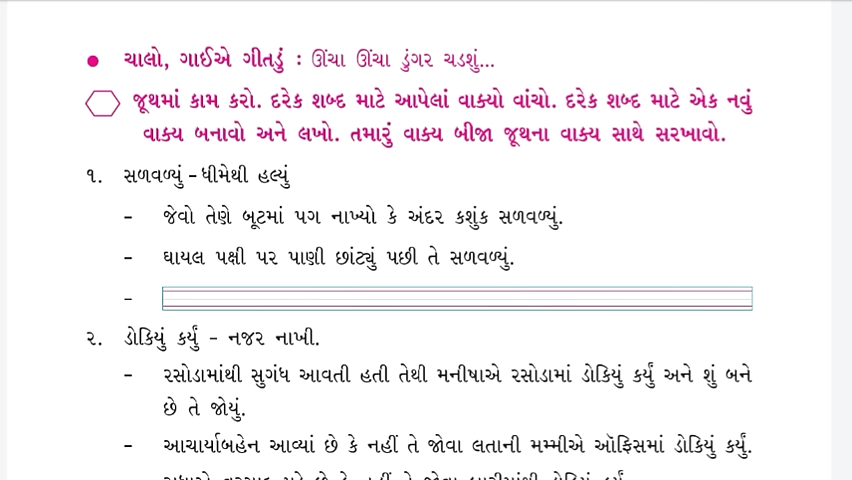 ● ચાલો, ગાઈએ ગીતડું : ઊંચા ઊંચા ડુંગર ચડશું...
જૂથમાં કામ કરો. દરેક શબ્દ માટે આપેલાં વાક્યો વાંચો. દરેક શબ્દ માટે એક નવું
વાક્ય બનાવો અને લખો. તમારું વાક્ય બીજા જૂથના વાક્ય સાથે સરખાવો.
૧. સળવળ્યું – ધીમેથી હલ્યું
– જેવો તેણે બૂટમાં પગ નાખ્યો કે અંદર કશુંક સળવળ્યું.
– ઘાયલ પક્ષી પર પાણી છાંટ્યું પછી તે સળવળ્યું.
–
૨. ડોકિયું કર્યું – નજર નાખી.
– રસોડામાંથી સુગંધ આવતી હતી તેથી મનીષાએ રસોડામાં ડોકિયું કર્યું અને શું બને
છે તે જોયું.
– આચાર્યાબહેન આવ્યાં છે કે નહીં તે જોવા લતાની મમ્મીએ ઑફિસમાં ડોકિયું કર્યું.